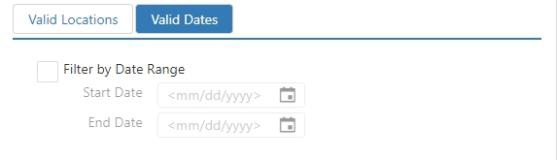 Valid Locations Valid Dates
Filter by Date Range
Start Date <mm/dd/yyyy>
End Date <mm/dd/yyyy>